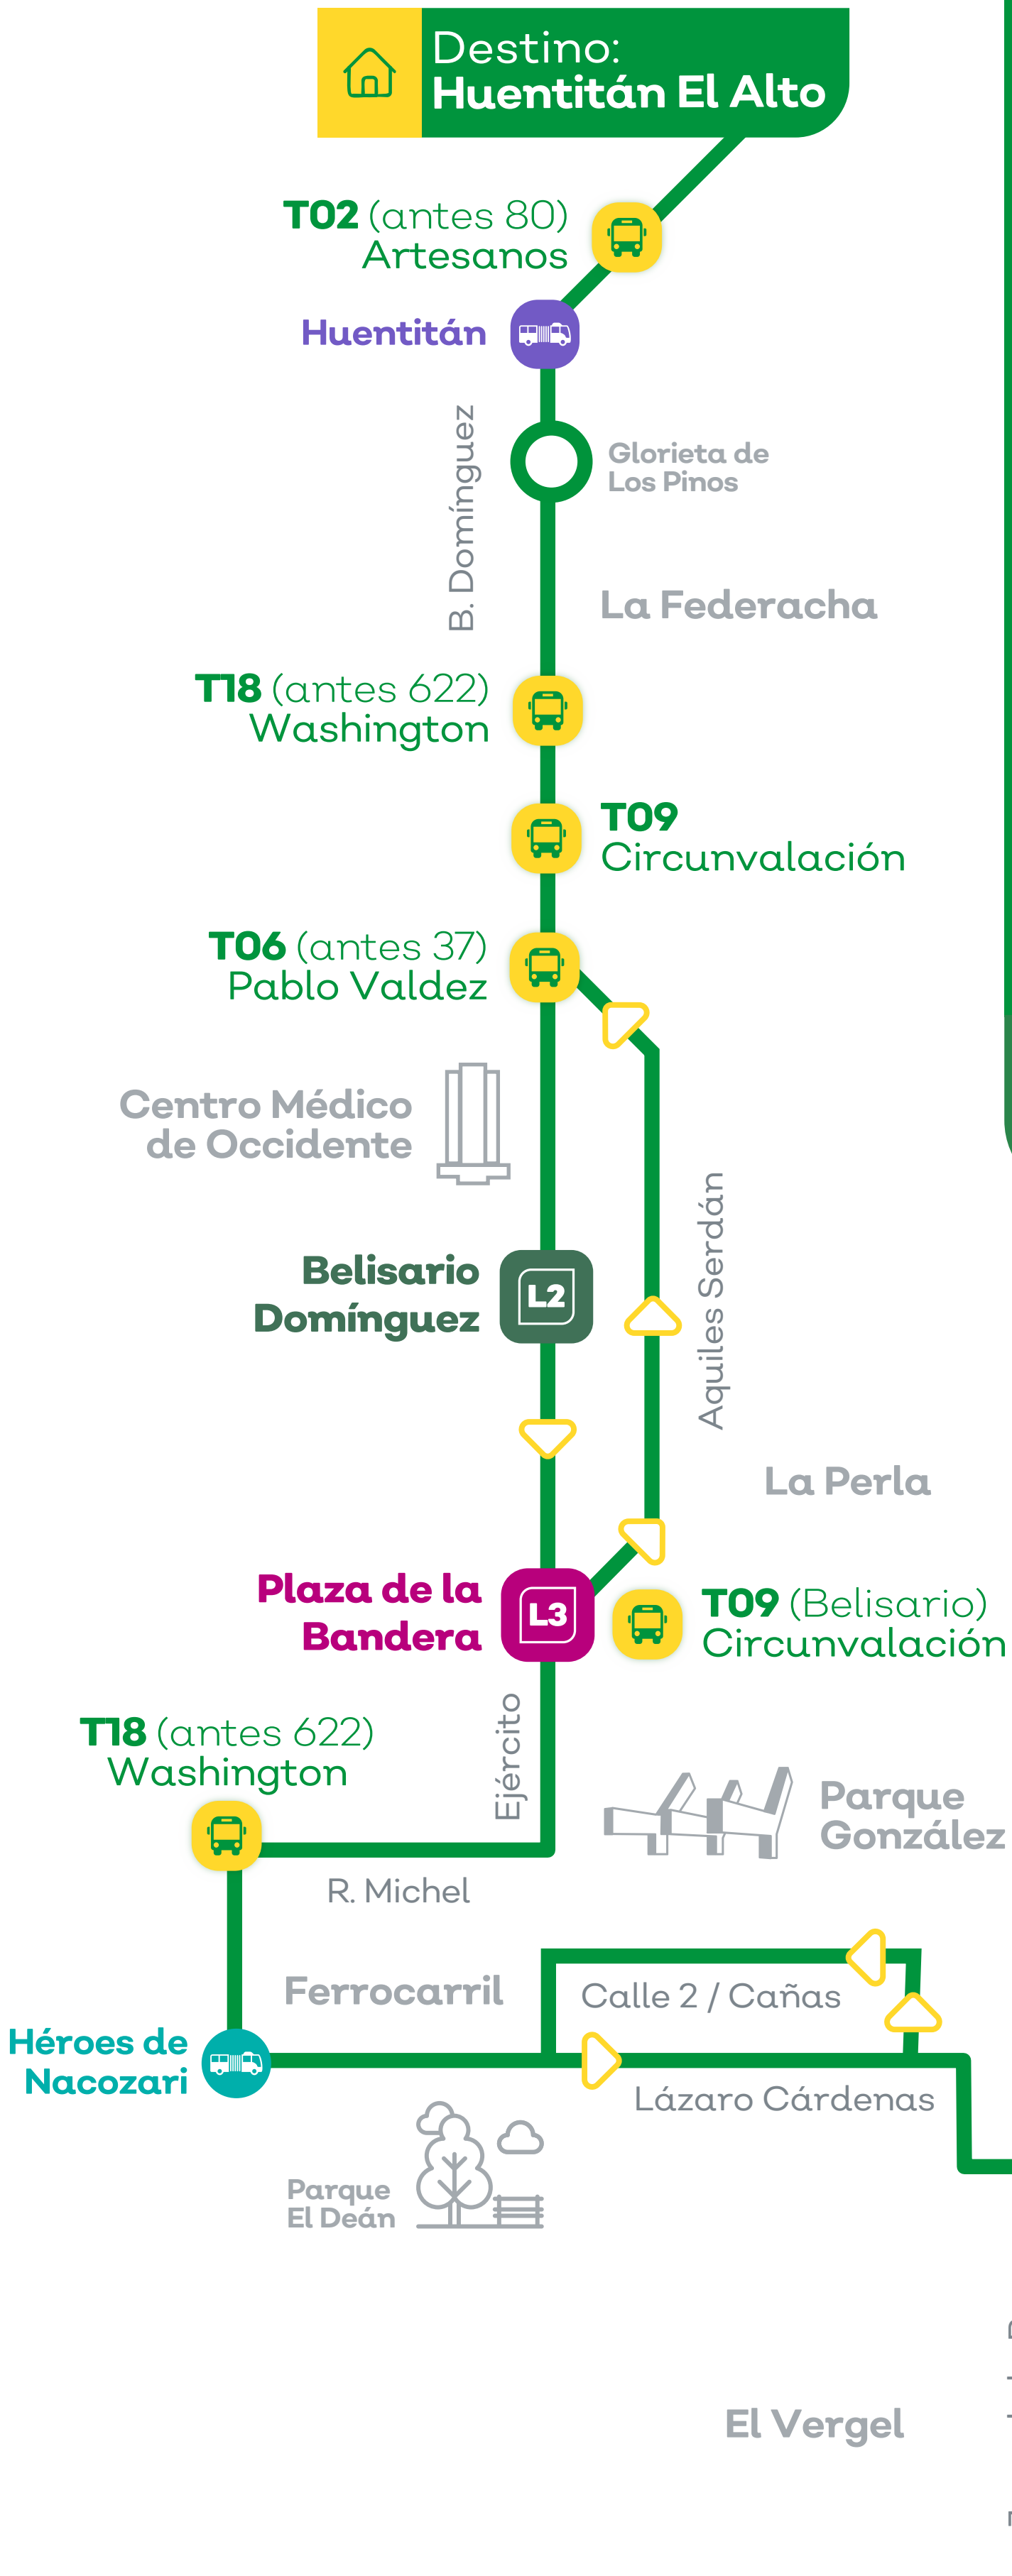 Destino:
Huentitán El Alto
T02 (antes 80)
Artesanos
Huentitán
B. Domínguez
Glorieta de
Los Pinos
La Federacha
T18 (antes 622)
Washington
T09
Circunvalación
T06 (antes 37)
Pablo Valdez
Centro Médico
de Occidente
Belisario
Domínguez
L2
Aquiles Serdán
La Perla
Plaza de la
Bandera
L3
T09 (Belisario)
Circunvalación
Ejército
T18 (antes 622)
Washington
Parque
González
R. Michel
Ferrocarril
Calle 2 / Cañas
Héroes de
Nacozari
Lázaro Cárdenas
Parque
El Deán
El Vergel